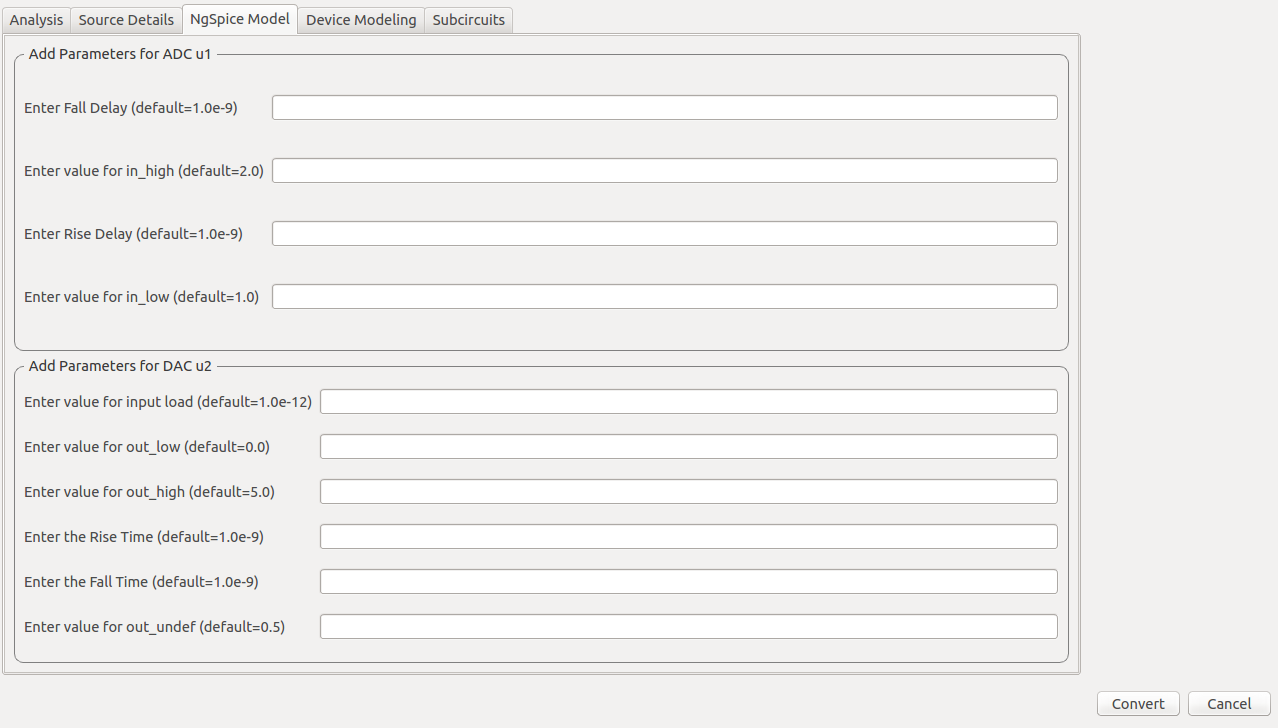 Analysis Source Details NgSpice Model Device Modeling Subcircuits
Add Parameters for ADC u1
Enter Fall Delay (default=1.0e-9)
Enter value for in_high (default=2.0)
Enter Rise Delay (default=1.0e-9)
Enter value for in_low (default=1.0)
Add Parameters for DAC u2
Enter value for input load (default=1.0e-12)
Enter value for out_low (default=0.0)
Enter value for out_high (default=5.0)
Enter the Rise Time (default=1.0e-9)
Enter the Fall Time (default=1.0e-9)
Enter value for out_undef (default=0.5)
Convert Cancel